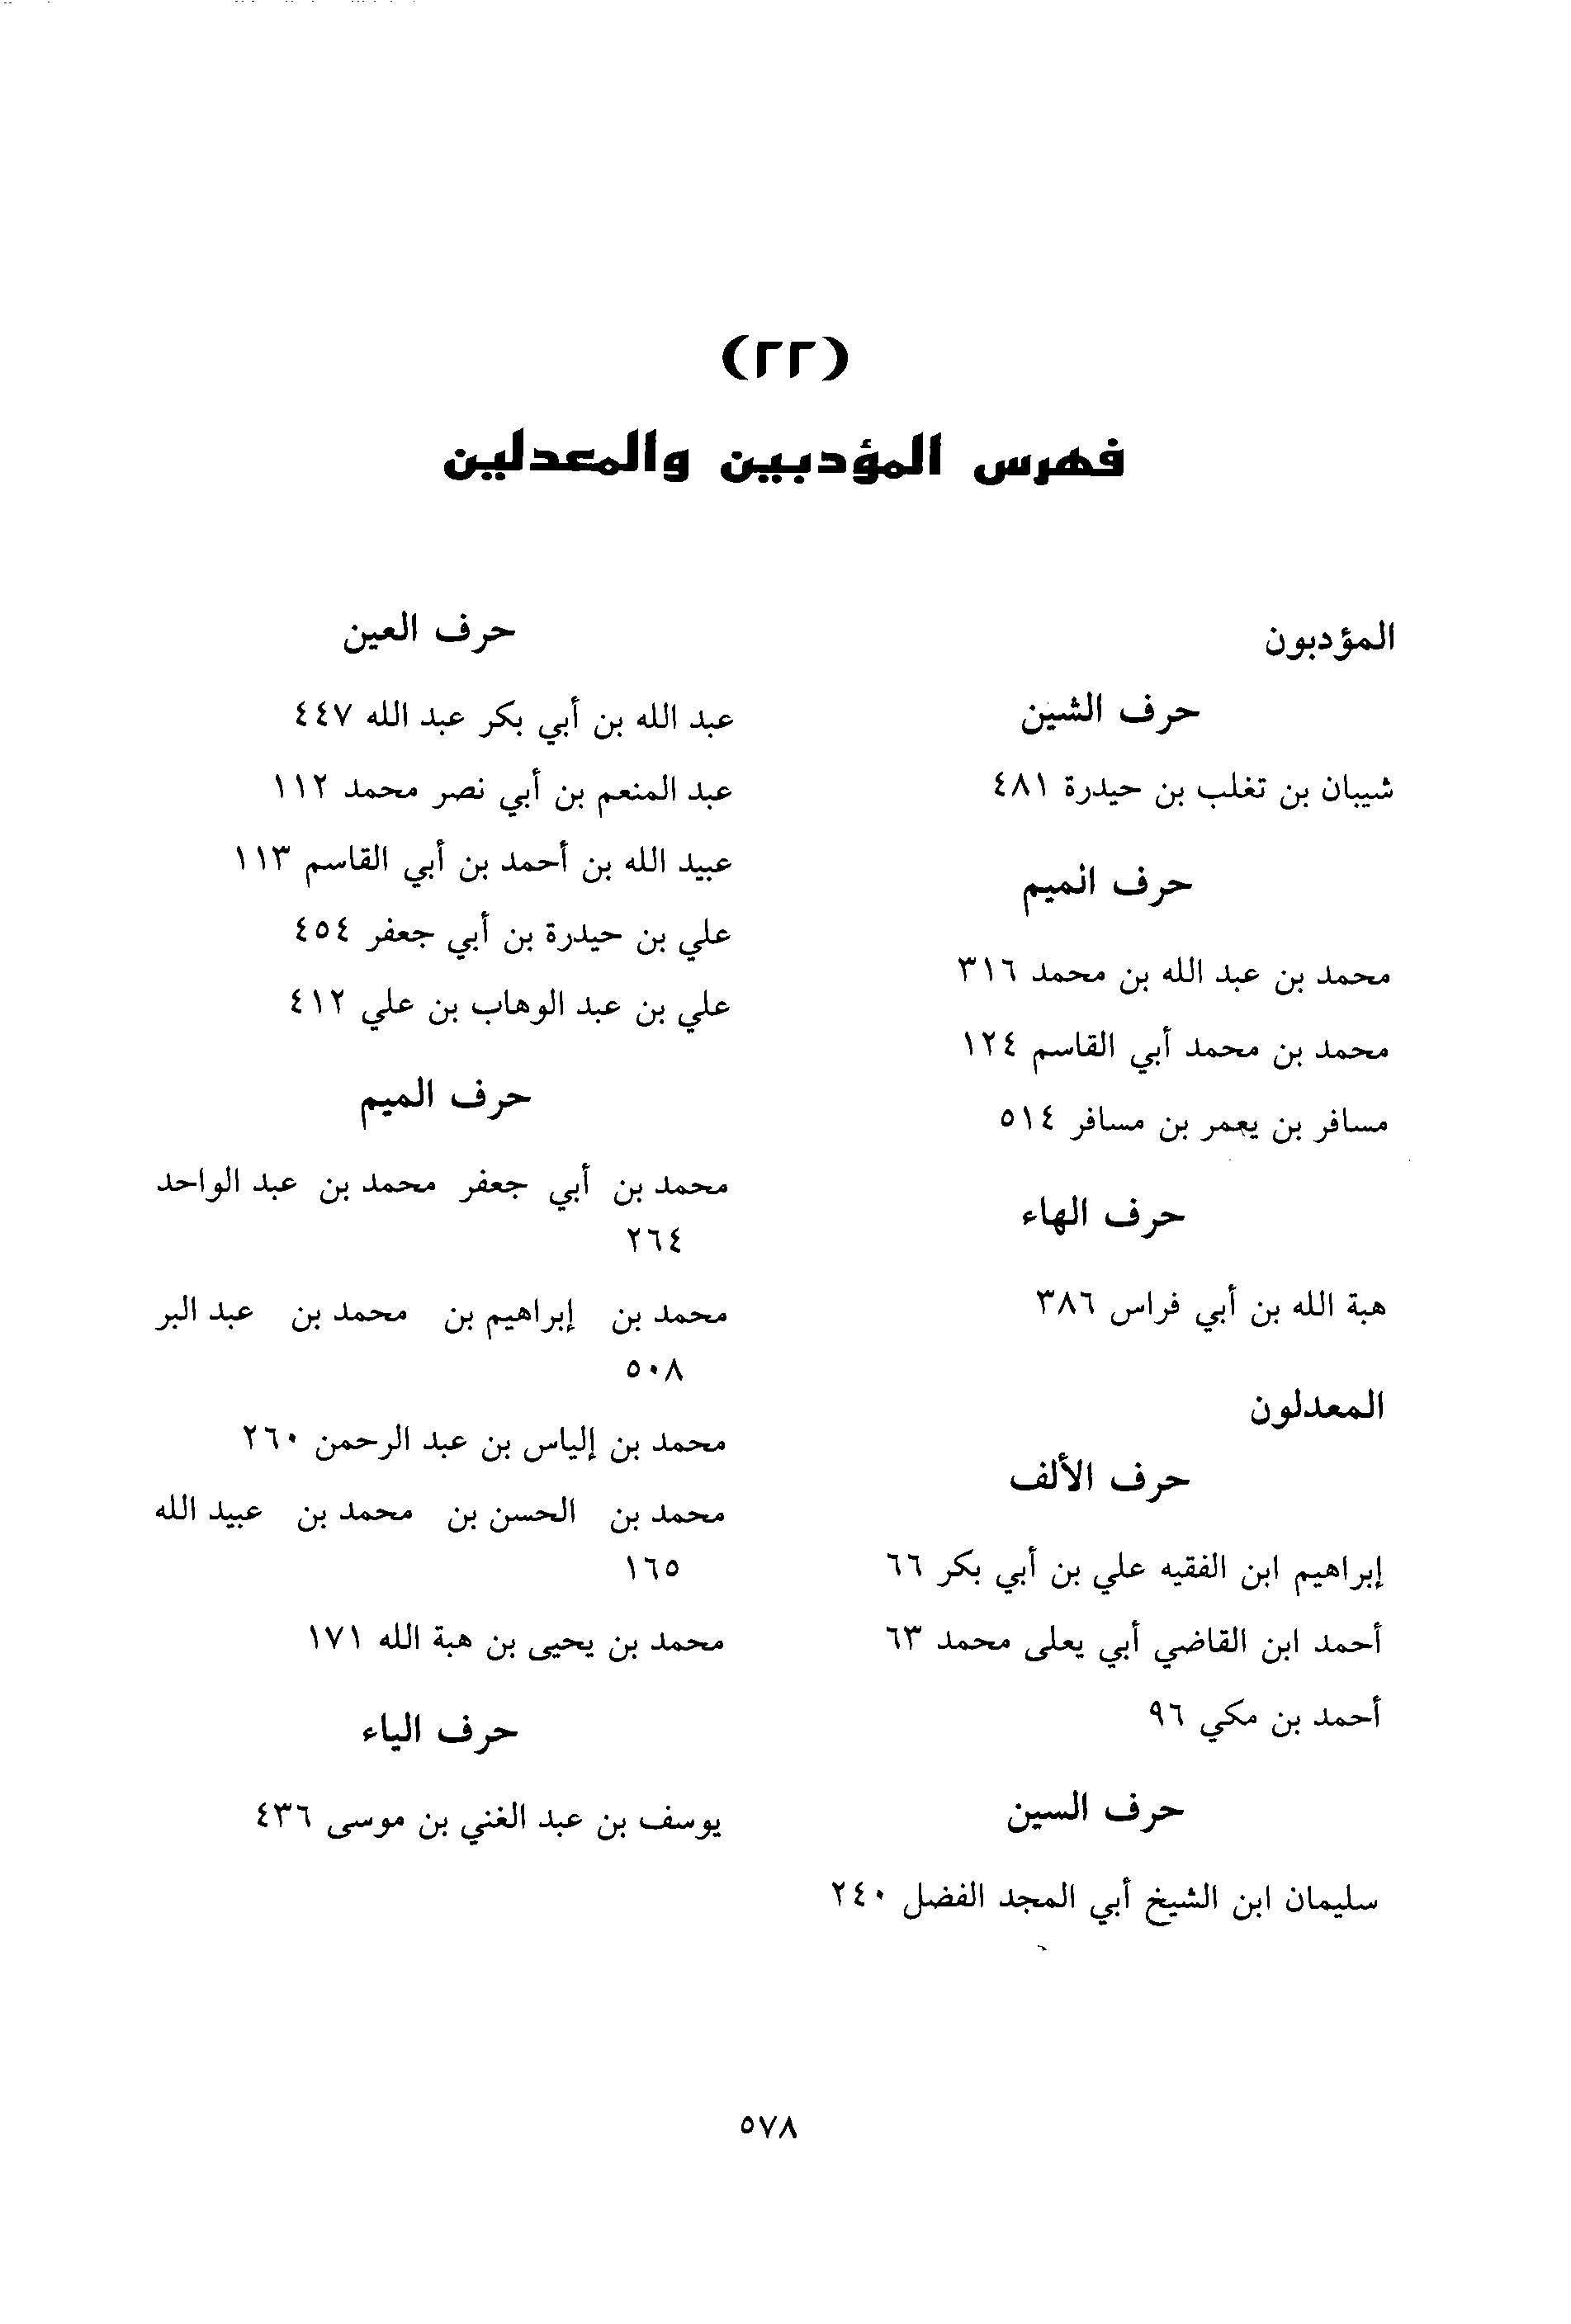 (٢٢)
فهرس المؤدبين والمعدلين
المؤدبون
حرف الشين
شيبان بن تغلب بن حيدرة ٤٨١
حرف الميم
محمد بن عبد الله بن محمد ٣١٦
محمد بن محمد أبي القاسم ١٢٤
مسافر بن يعمر بن مسافر ٥١٤
حرف الهاء
هبة الله بن أبي فراس ٣٨٦
المعدلون
حرف الألف
إبراهيم ابن الفقيه علي بن أبي بكر ٦٦
أحمد ابن القاضي أبي يعلى محمد ٦٣
أحمد بن مكي ٩٦
حرف السين
سليمان ابن الشيخ أبي المجد الفضل ٢٤٠
حرف العين
عبد الله بن أبي بكر عبد الله ٤٤٧
عبد المنعم بن أبي نصر محمد ١١٢
عبيد الله بن أحمد بن أبي القاسم ١١٣
علي بن حيدرة بن أبي جعفر ٤٥٤
علي بن عبد الوهاب بن علي ٤١٢
حرف الميم
محمد بن أبي جعفر محمد بن عبد الواحد
٢٦٤
محمد بن إبراهيم بن محمد بن عبد البر
٥٠٨
محمد بن إلياس بن عبد الرحمن ٢٦٠
محمد بن الحسن بن محمد بن عبيد الله
١٦٥
محمد بن يحيى بن هبة الله ١٧١
حرف الياء
يوسف بن عبد الغني بن موسى ٤٣٦
٥٧٨